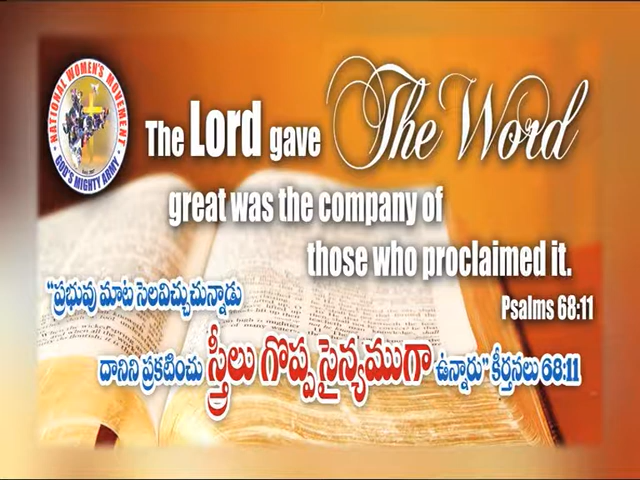 NATIONAL WOMEN'S MOVEMENT
GOD'S MIGHTY ARMY
The Lord gave The Word
great was the company of
those who proclaimed it.
Psalms 68:11
"ప్రభువు మాట సెలవిచ్చుచున్నాడు
దానిని ప్రకటించు స్త్రీలు గొప్ప సైన్యముగా ఉన్నారు" కీర్తనలు 68:11